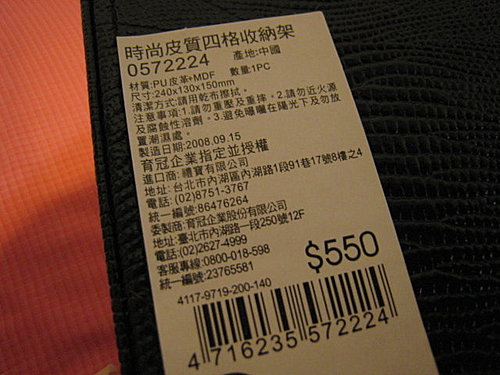 時尚皮質四格收納架
0572224 產地:中國
材質:PU皮革+MDF 數量:1PC
尺寸:240x130x150mm
清潔方式:請用乾布擦拭。
注意事項:1.請勿重壓及重摔。2.請勿近火源
及腐蝕性溶劑。3.避免曝曬在陽光下及勿放
置潮濕處。
製造日期:2008.09.15
育冠企業指定並授權
進口商:禮寶有限公司
地址:台北市內湖區內湖路1段91巷17號8樓之4
電話:(02)8751-3767
統一編號:86476264
委製商:育冠企業股份有限公司
地址:臺北市內湖路一段250號12F
電話:(02)2627-4999
客服專線:0800-018-598
統一編號:23765581
$550
4117-9719-200-140
4 716235 572224